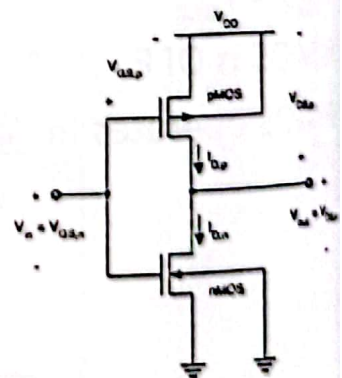 V_DD
V_GS,p
pMOS
V_DS,p
I_D,p
V_in = V_GS,n
I_D,n
V_out = V_DS,n
nMOS